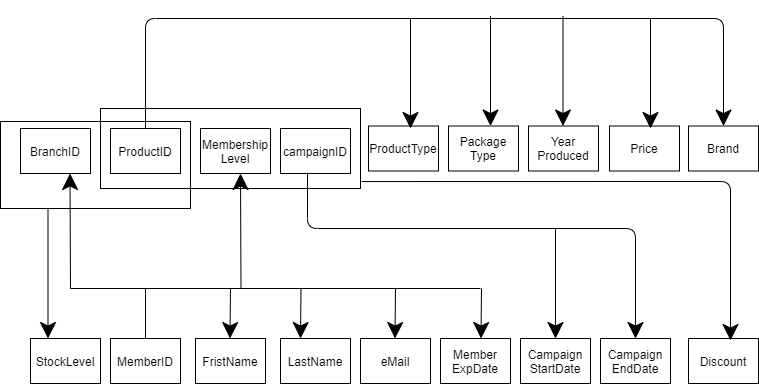 BranchID
ProductID
Membership
Level
campaignID
ProductType
Package
Type
Year
Produced
Price
Brand
StockLevel
MemberID
FristName
LastName
eMail
Member
ExpDate
Campaign
StartDate
Campaign
EndDate
Discount